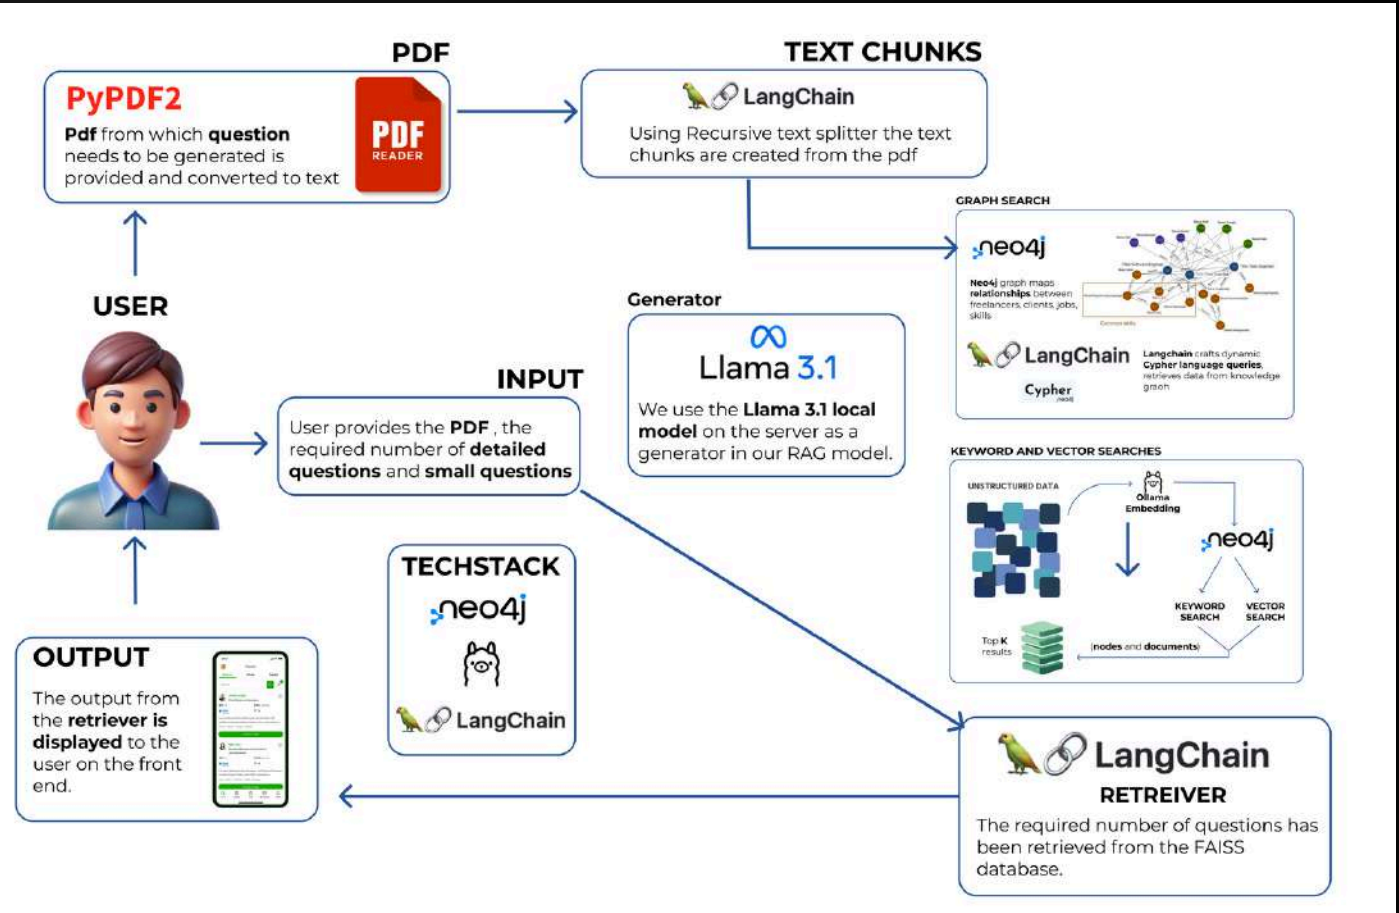 PDF
PyPDF2
Pdf from which question
needs to be generated is
provided and converted to text
PDF
READER
TEXT CHUNKS
LangChain
Using Recursive text splitter the text
chunks are created from the pdf
GRAPH SEARCH
neo4j
Neo4j graph maps
relationships between
freelancers, clients, jobs,
skills
LangChain
Cypher
Langchain crafts dynamic
Cypher language queries,
retrieves data from knowledge
graph
USER
Generator
Llama 3.1
We use the Llama 3.1 local
model on the server as a
generator in our RAG model.
INPUT
User provides the PDF , the
required number of detailed
questions and small questions
KEYWORD AND VECTOR SEARCHES
UNSTRUCTURED DATA
Ollama
Embedding
neo4j
KEYWORD
SEARCH
VECTOR
SEARCH
Top K
results
(nodes and documents)
TECHSTACK
neo4j
LangChain
OUTPUT
The output from
the retriever is
displayed to the
user on the front
end.
LangChain
RETREIVER
The required number of questions has
been retrieved from the FAISS
database.